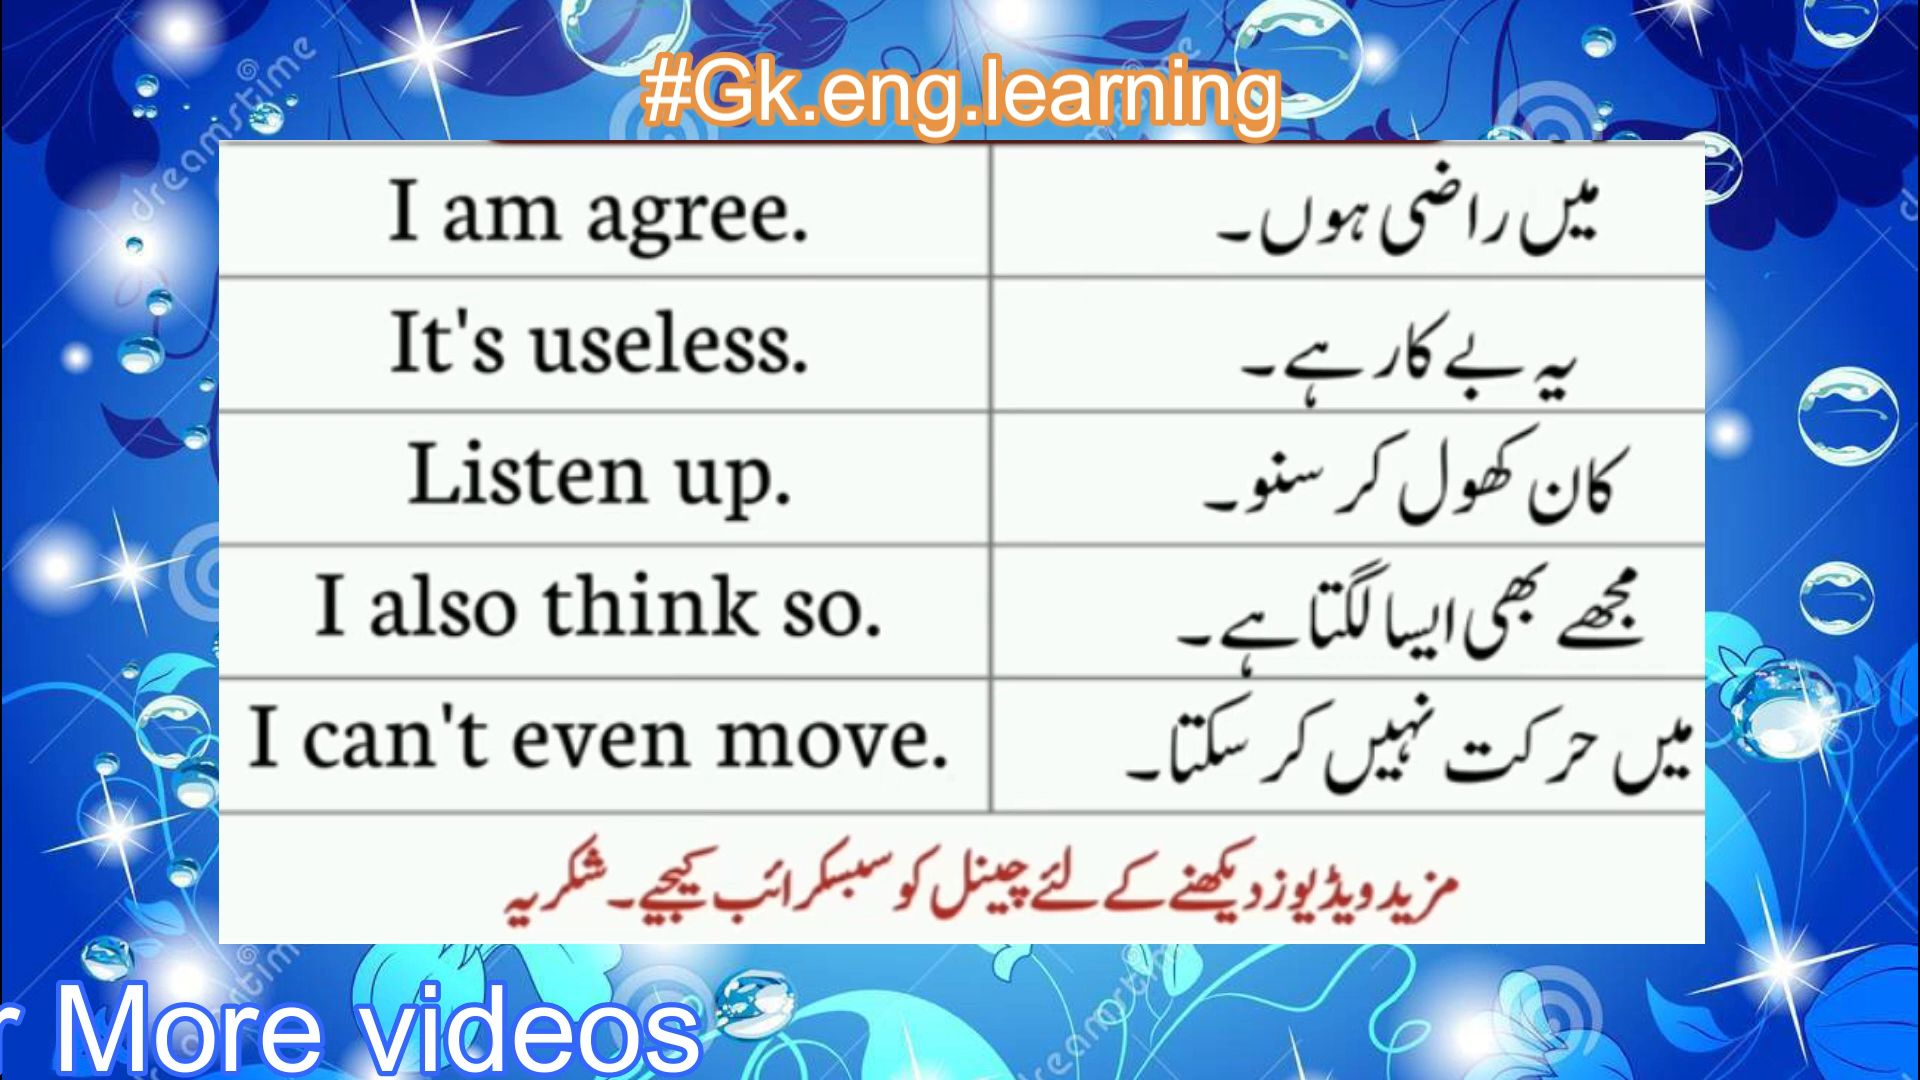 #Gk.eng.learning
I am agree. میں راضی ہوں۔
It's useless. یہ بے کار ہے۔
Listen up. کان کھول کر سنو۔
I also think so. مجھے بھی ایسا لگتا ہے۔
I can't even move. میں حرکت نہیں کر سکتا۔
مزید ویڈیوز دیکھنے کے لئے چینل کو سبسکرائب کیجیے۔ شکریہ
r More videos
dreamstime